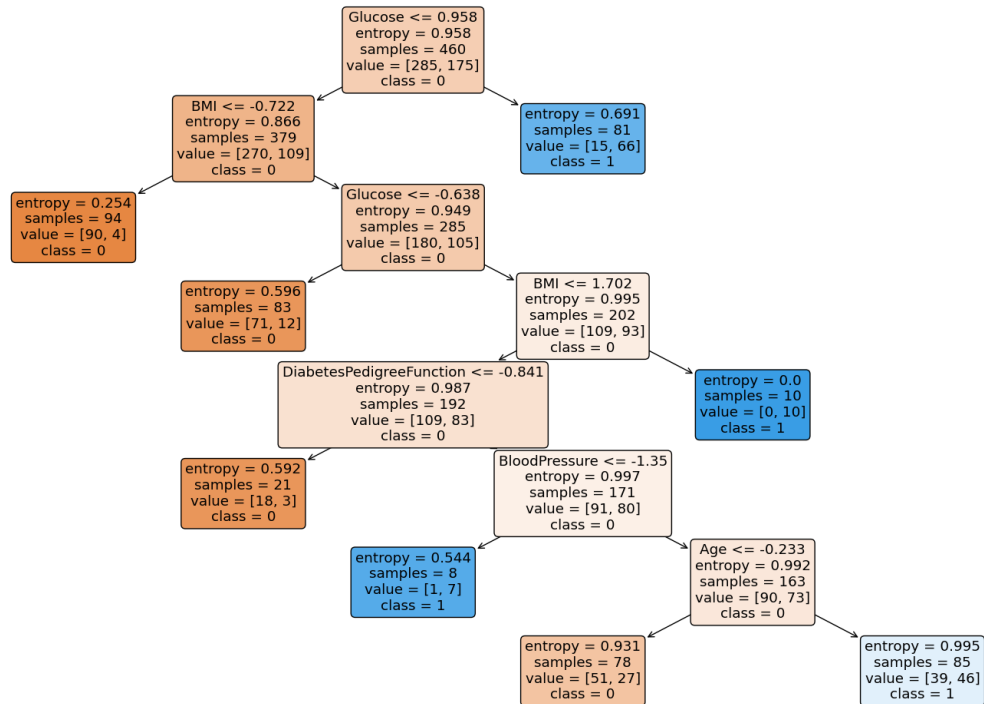 Glucose <= 0.958
entropy = 0.958
samples = 460
value = [285, 175]
class = 0
BMI <= -0.722
entropy = 0.866
samples = 379
value = [270, 109]
class = 0
entropy = 0.691
samples = 81
value = [15, 66]
class = 1
entropy = 0.254
samples = 94
value = [90, 4]
class = 0
Glucose <= -0.638
entropy = 0.949
samples = 285
value = [180, 105]
class = 0
entropy = 0.596
samples = 83
value = [71, 12]
class = 0
BMI <= 1.702
entropy = 0.995
samples = 202
value = [109, 93]
class = 0
DiabetesPedigreeFunction <= -0.841
entropy = 0.987
samples = 192
value = [109, 83]
class = 0
entropy = 0.0
samples = 10
value = [0, 10]
class = 1
entropy = 0.592
samples = 21
value = [18, 3]
class = 0
BloodPressure <= -1.35
entropy = 0.997
samples = 171
value = [91, 80]
class = 0
entropy = 0.544
samples = 8
value = [1, 7]
class = 1
Age <= -0.233
entropy = 0.992
samples = 163
value = [90, 73]
class = 0
entropy = 0.931
samples = 78
value = [51, 27]
class = 0
entropy = 0.995
samples = 85
value = [39, 46]
class = 1